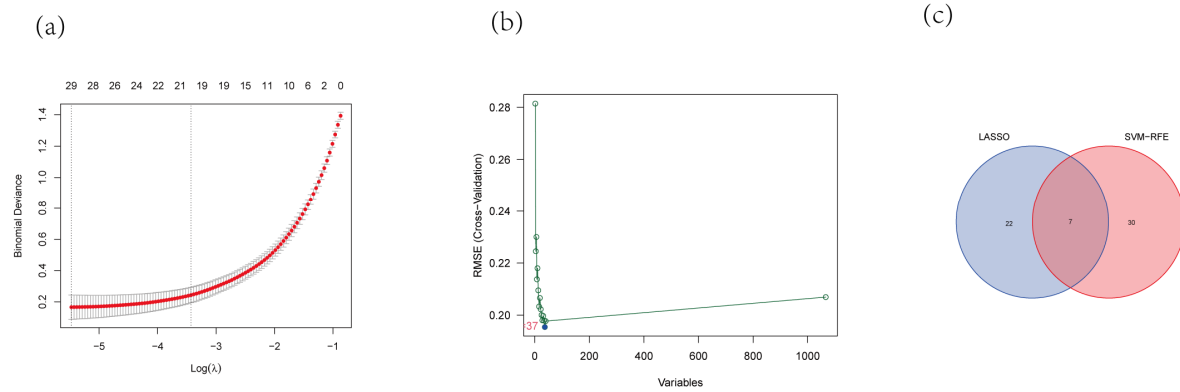 (a)
29 28 26 24 22 21 19 19 15 11 10 6 2 0
1.4
1.2
1.0
0.8
0.6
0.4
0.2
Binomial Deviance
−5 −4 −3 −2 −1
Log(λ)
(b)
0.28
0.26
0.24
0.22
0.20
RMSE (Cross−Validation)
37
0 200 400 600 800 1000
Variables
(c)
LASSO SVM−RFE
22 7 30